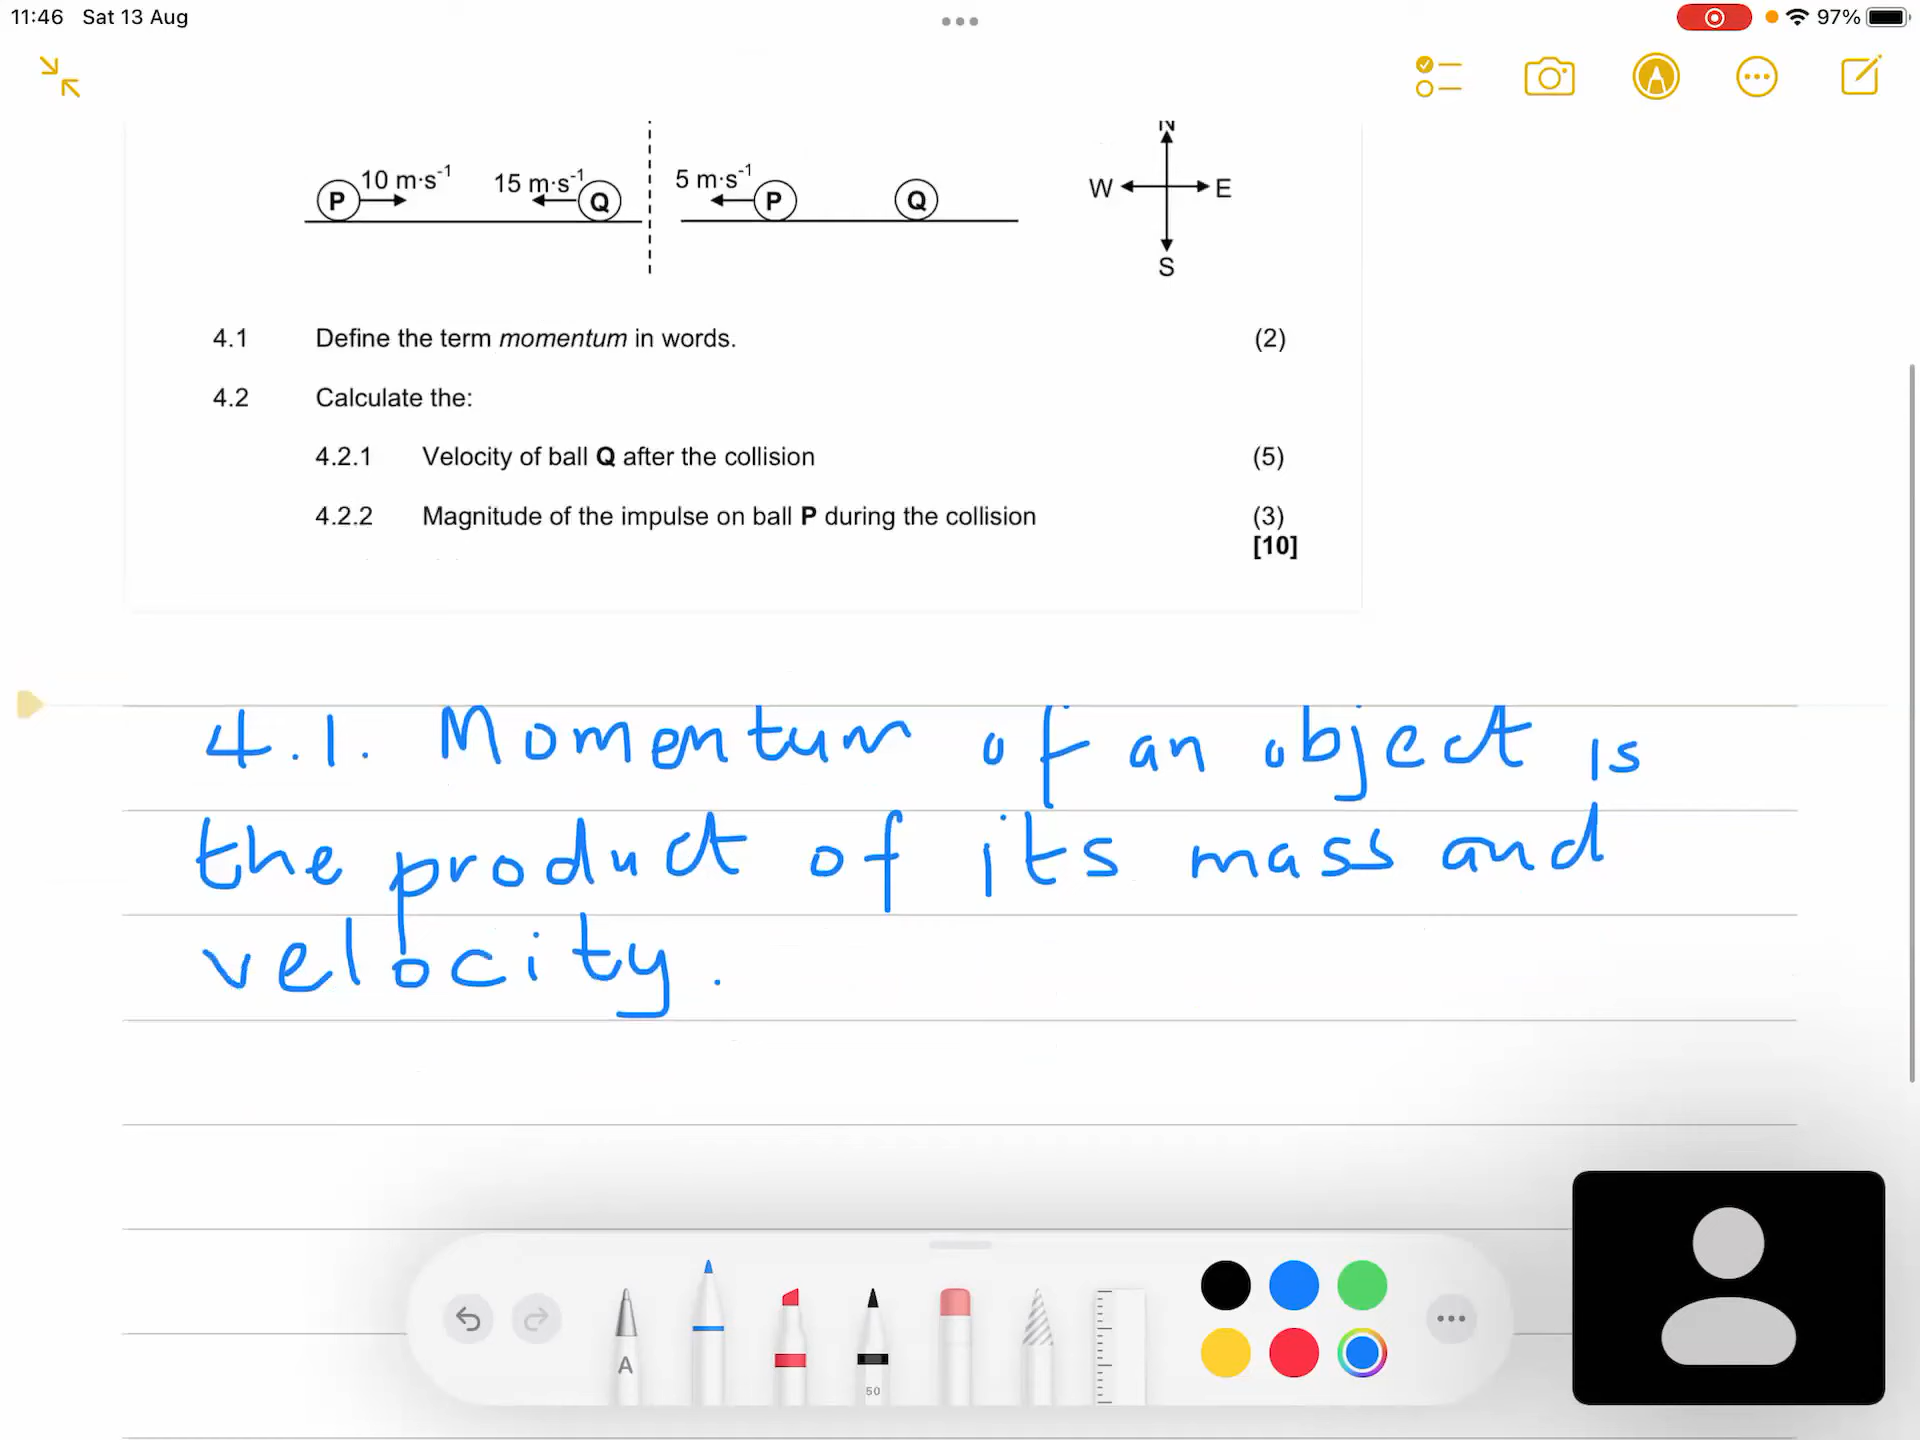 11:46 Sat 13 Aug
97%
N
10 m·s⁻¹ 15 m·s⁻¹ 5 m·s⁻¹
P Q P Q W E
S
4.1 Define the term momentum in words. (2)
4.2 Calculate the:
4.2.1 Velocity of ball Q after the collision (5)
4.2.2 Magnitude of the impulse on ball P during the collision (3)
[10]
4.1. Momentum of an object is
the product of its mass and
velocity.
A
50